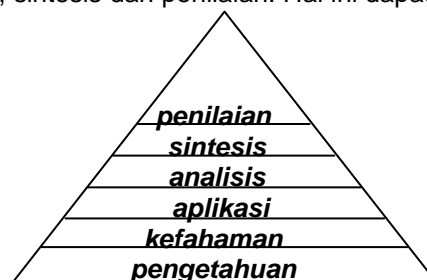 , sintesis dan penilaian. Hal ini dapat
penilaian
sintesis
analisis
aplikasi
kefahaman
pengetahuan